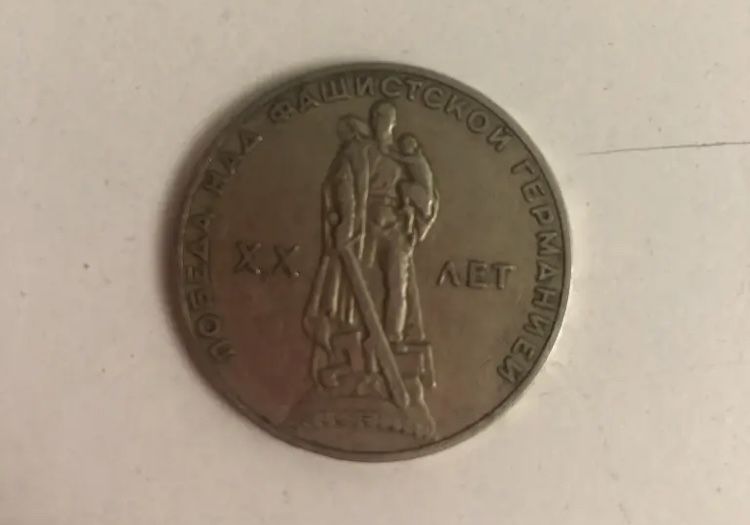 ПОБЕДА НАД ФАШИСТСКОЙ ГЕРМАНИЕЙ
XX ЛЕТ